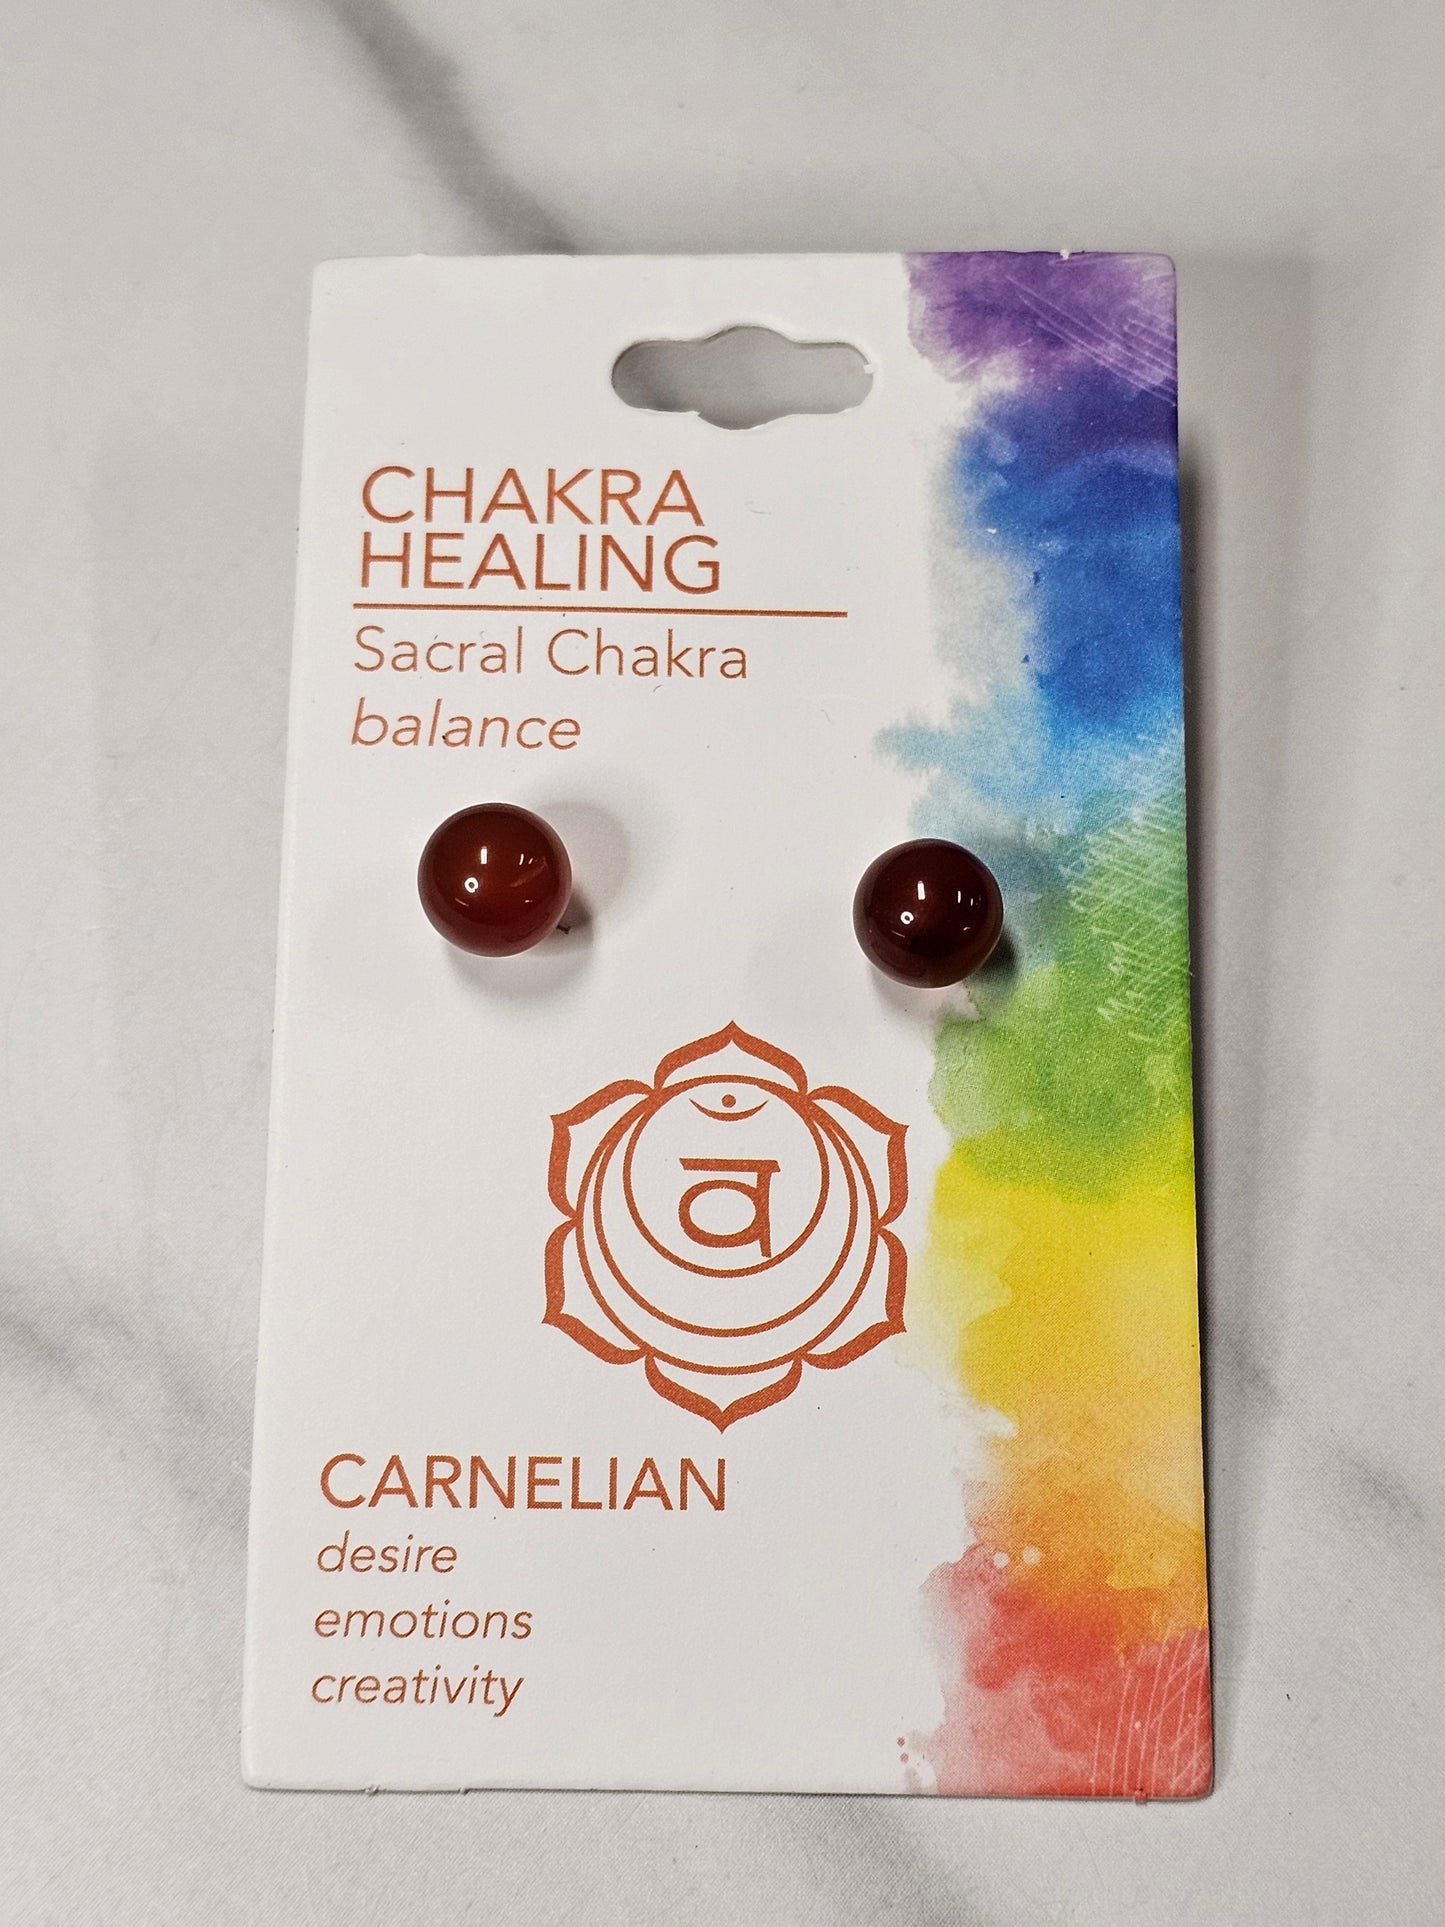 CHAKRA
HEALING
Sacral Chakra
balance
व
CARNELIAN
desire
emotions
creativity